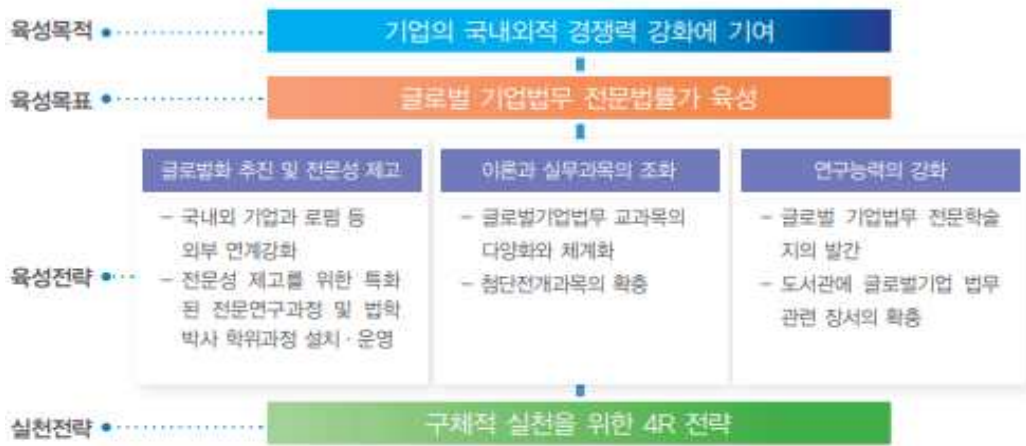 육성목적
기업의 국내외적 경쟁력 강화에 기여
육성목표
글로벌 기업법무 전문법률가 육성
육성전략
글로벌화 추진 및 전문성 제고
- 국내외 기업과 로펌 등
외부 연계강화
- 전문성 제고를 위한 특화
된 전문연구과정 및 법학
박사 학위과정 설치 · 운영
이론과 실무과목의 조화
- 글로벌기업법무 교과목의
다양화와 체계화
- 첨단전개과목의 확충
연구능력의 강화
- 글로벌 기업법무 전문학술
지의 발간
- 도서관에 글로벌기업 법무
관련 장서의 확충
실천전략
구체적 실천을 위한 4R 전략